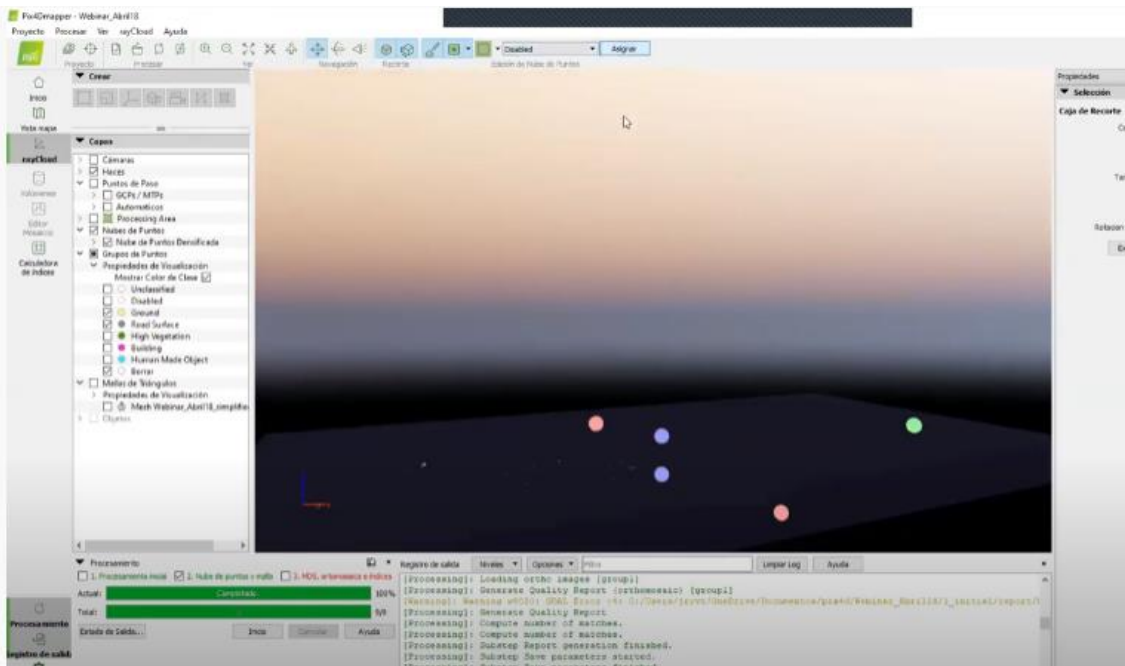 Pix4Dmapper - Webinar_Abril18
Proyecto Procesar Ver rayCloud Ayuda
Disabled Asignar
Proyecto Procesar Ver Navegación Recorte Edición de Nube de Puntos
Inicio
Vista mapa
rayCloud
Volúmenes
Editor Mosaico
Calculadora de índices
Procesamiento
Registro de salida
Crear
Capas
Cámaras
Haces
Puntos de Paso
GCPs / MTPs
Automáticos
Processing Area
Nubes de Puntos
Nube de Puntos Densificada
Grupos de Puntos
Propiedades de Visualización
Mostrar Color de Clase
Unclassified
Disabled
Ground
Road Surface
High Vegetation
Building
Human Made Object
Borrar
Mallas de Triángulos
Propiedades de Visualización
Mesh Webinar_Abril18_simplifie
Objetos
Propiedades
Selección
Caja de Recorte
Procesamiento
1. Procesamiento inicial 2. Nube de puntos y malla 3. MDS, ortomosaico e índices
Actual: Completado 100%
Total: 9/9
Estado de Salida... Inicio Cancelar Ayuda
Registro de salida Niveles Opciones Filtro Limpiar Log Ayuda
[Processing]: Loading ortho images [group1]
[Processing]: Generate Quality Report (orthomosaic) [group1]
[Processing]: Generate Quality Report
[Processing]: Compute number of matches.
[Processing]: Compute number of matches.
[Processing]: Substep Report generation finished.
[Processing]: Substep Save parameters started.